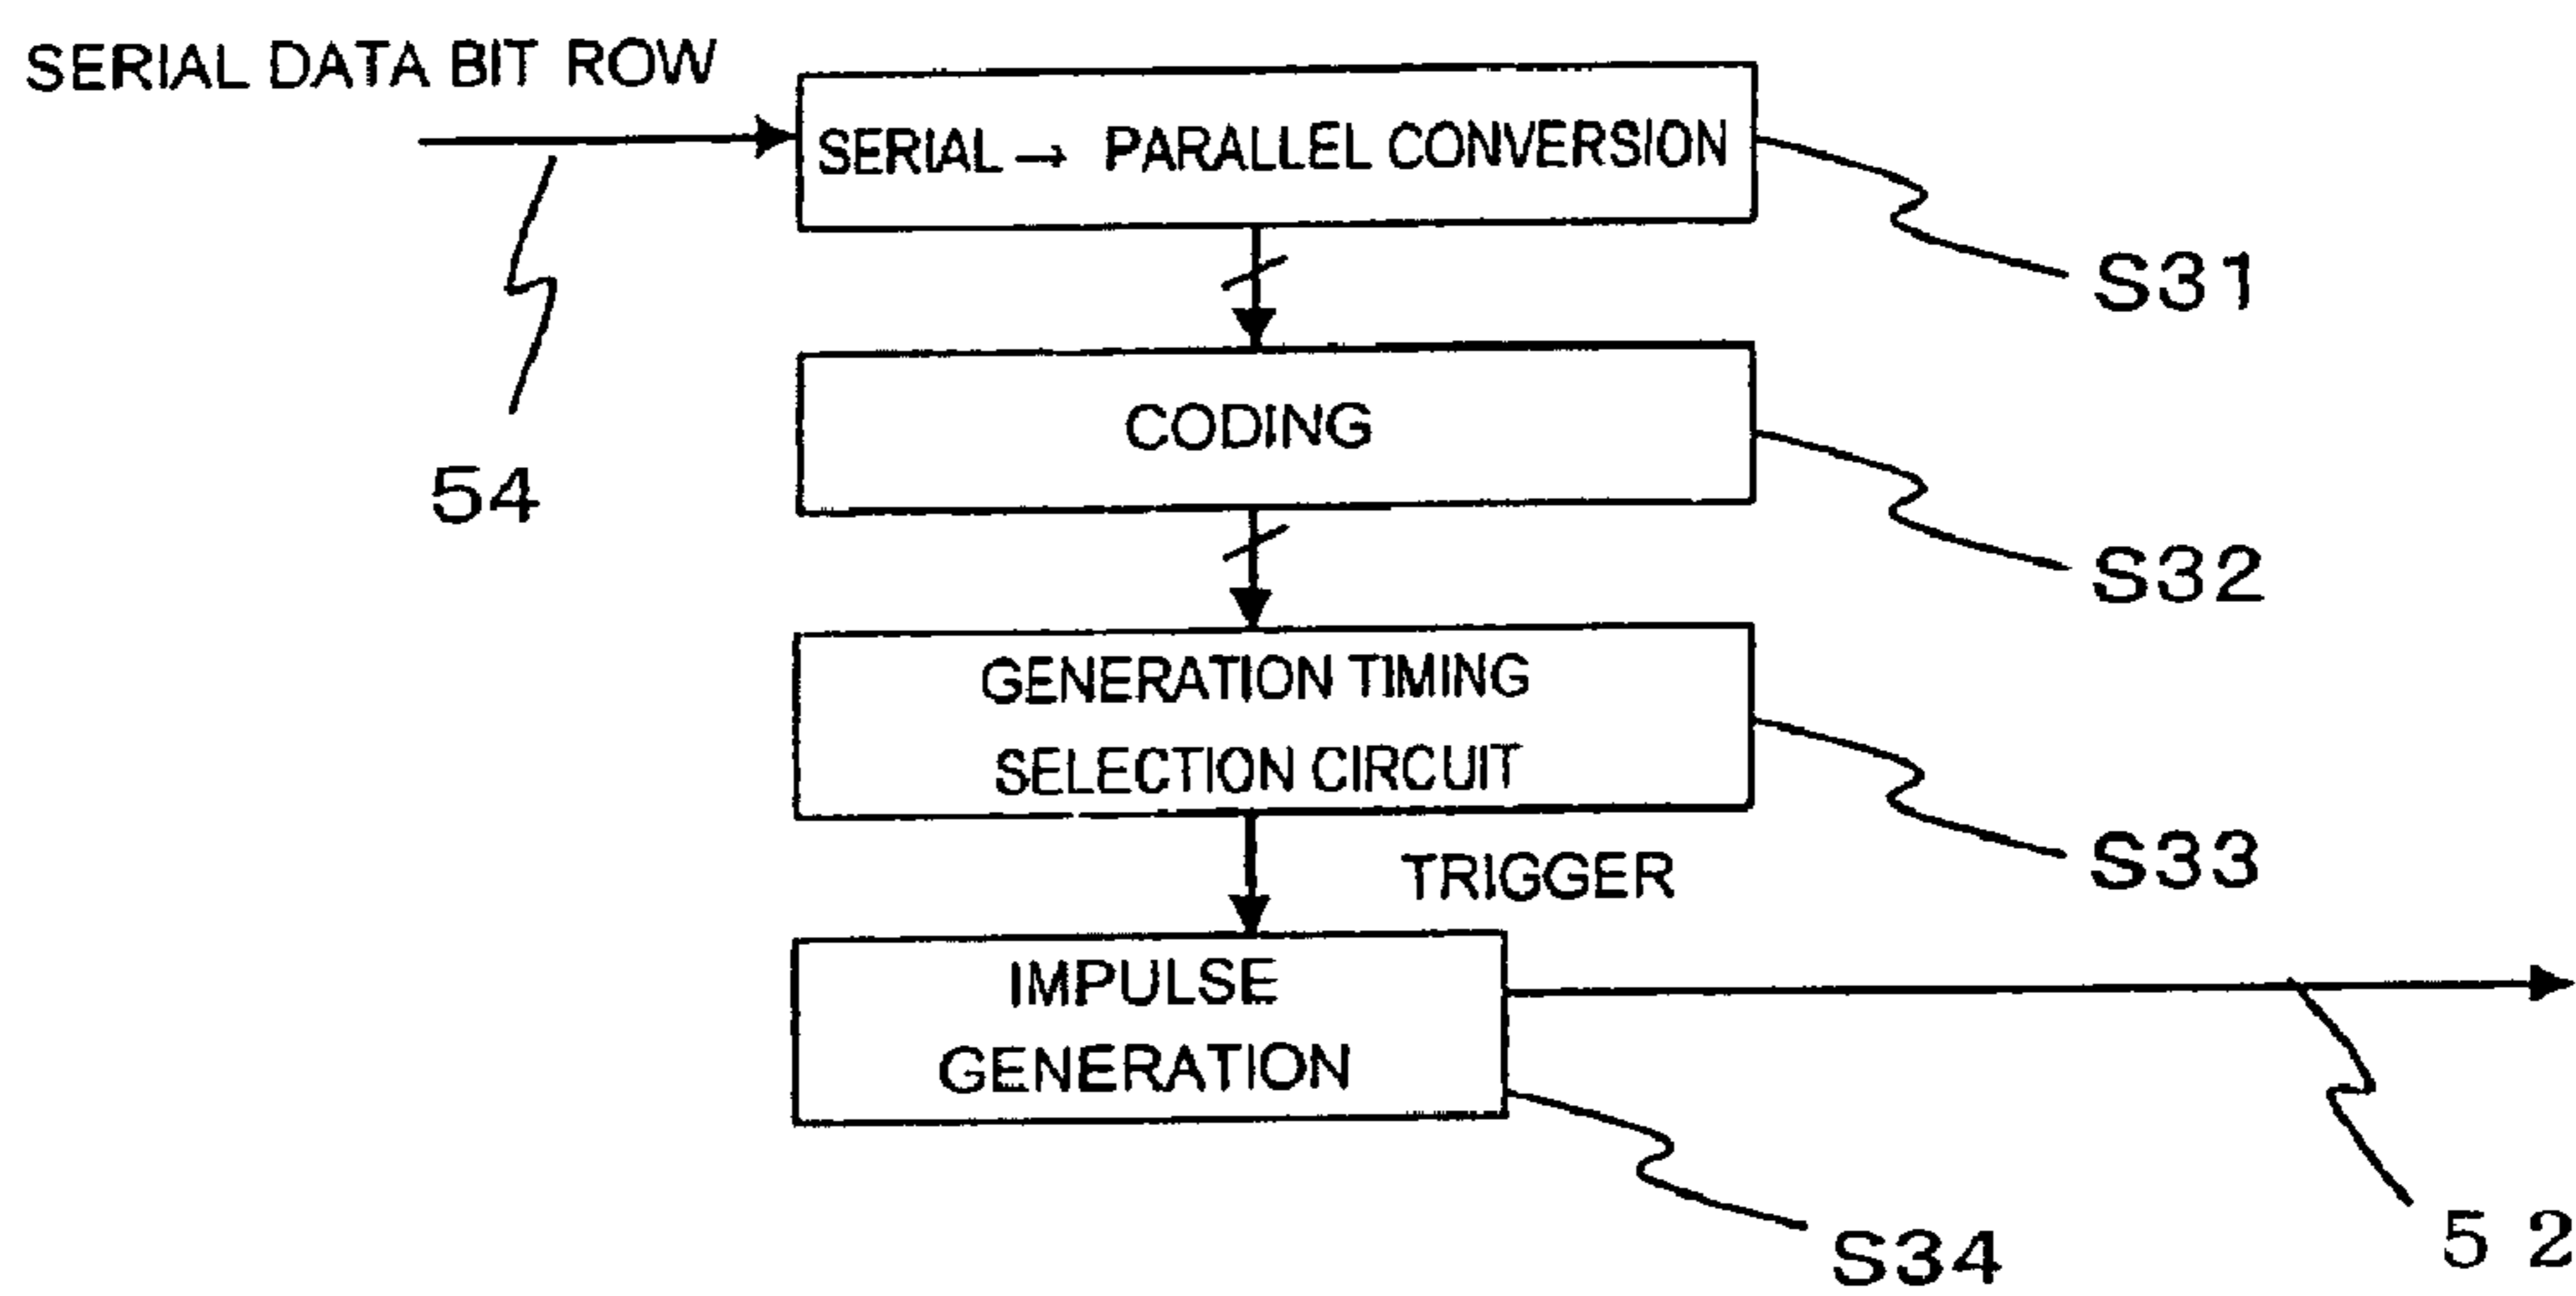 SERIAL DATA BIT ROW
SERIAL → PARALLEL CONVERSION
S31
54
CODING
S32
GENERATION TIMING
SELECTION CIRCUIT
S33
TRIGGER
IMPULSE
GENERATION
S34
5 2